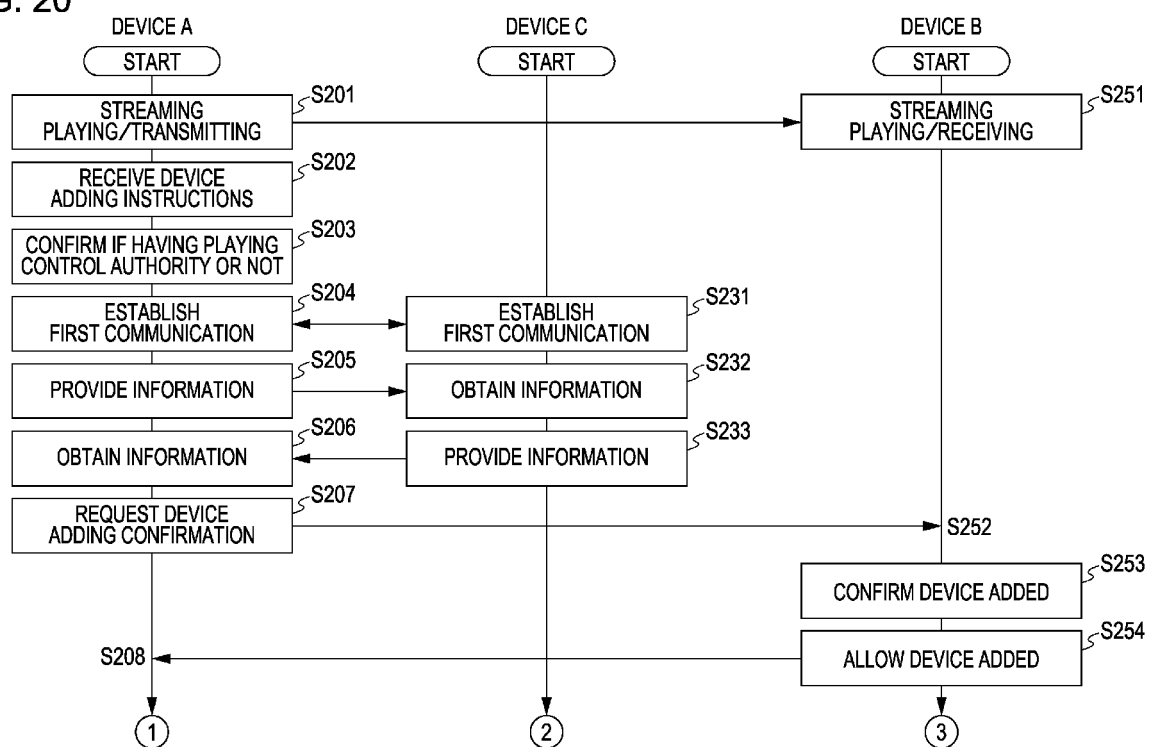 G. 20
DEVICE A
DEVICE C
DEVICE B
START
START
START
STREAMING
PLAYING/TRANSMITTING
S201
STREAMING
PLAYING/RECEIVING
S251
RECEIVE DEVICE
ADDING INSTRUCTIONS
S202
CONFIRM IF HAVING PLAYING
CONTROL AUTHORITY OR NOT
S203
ESTABLISH
FIRST COMMUNICATION
S204
ESTABLISH
FIRST COMMUNICATION
S231
PROVIDE INFORMATION
S205
OBTAIN INFORMATION
S232
OBTAIN INFORMATION
S206
PROVIDE INFORMATION
S233
REQUEST DEVICE
ADDING CONFIRMATION
S207
S252
CONFIRM DEVICE ADDED
S253
S208
ALLOW DEVICE ADDED
S254
1
2
3